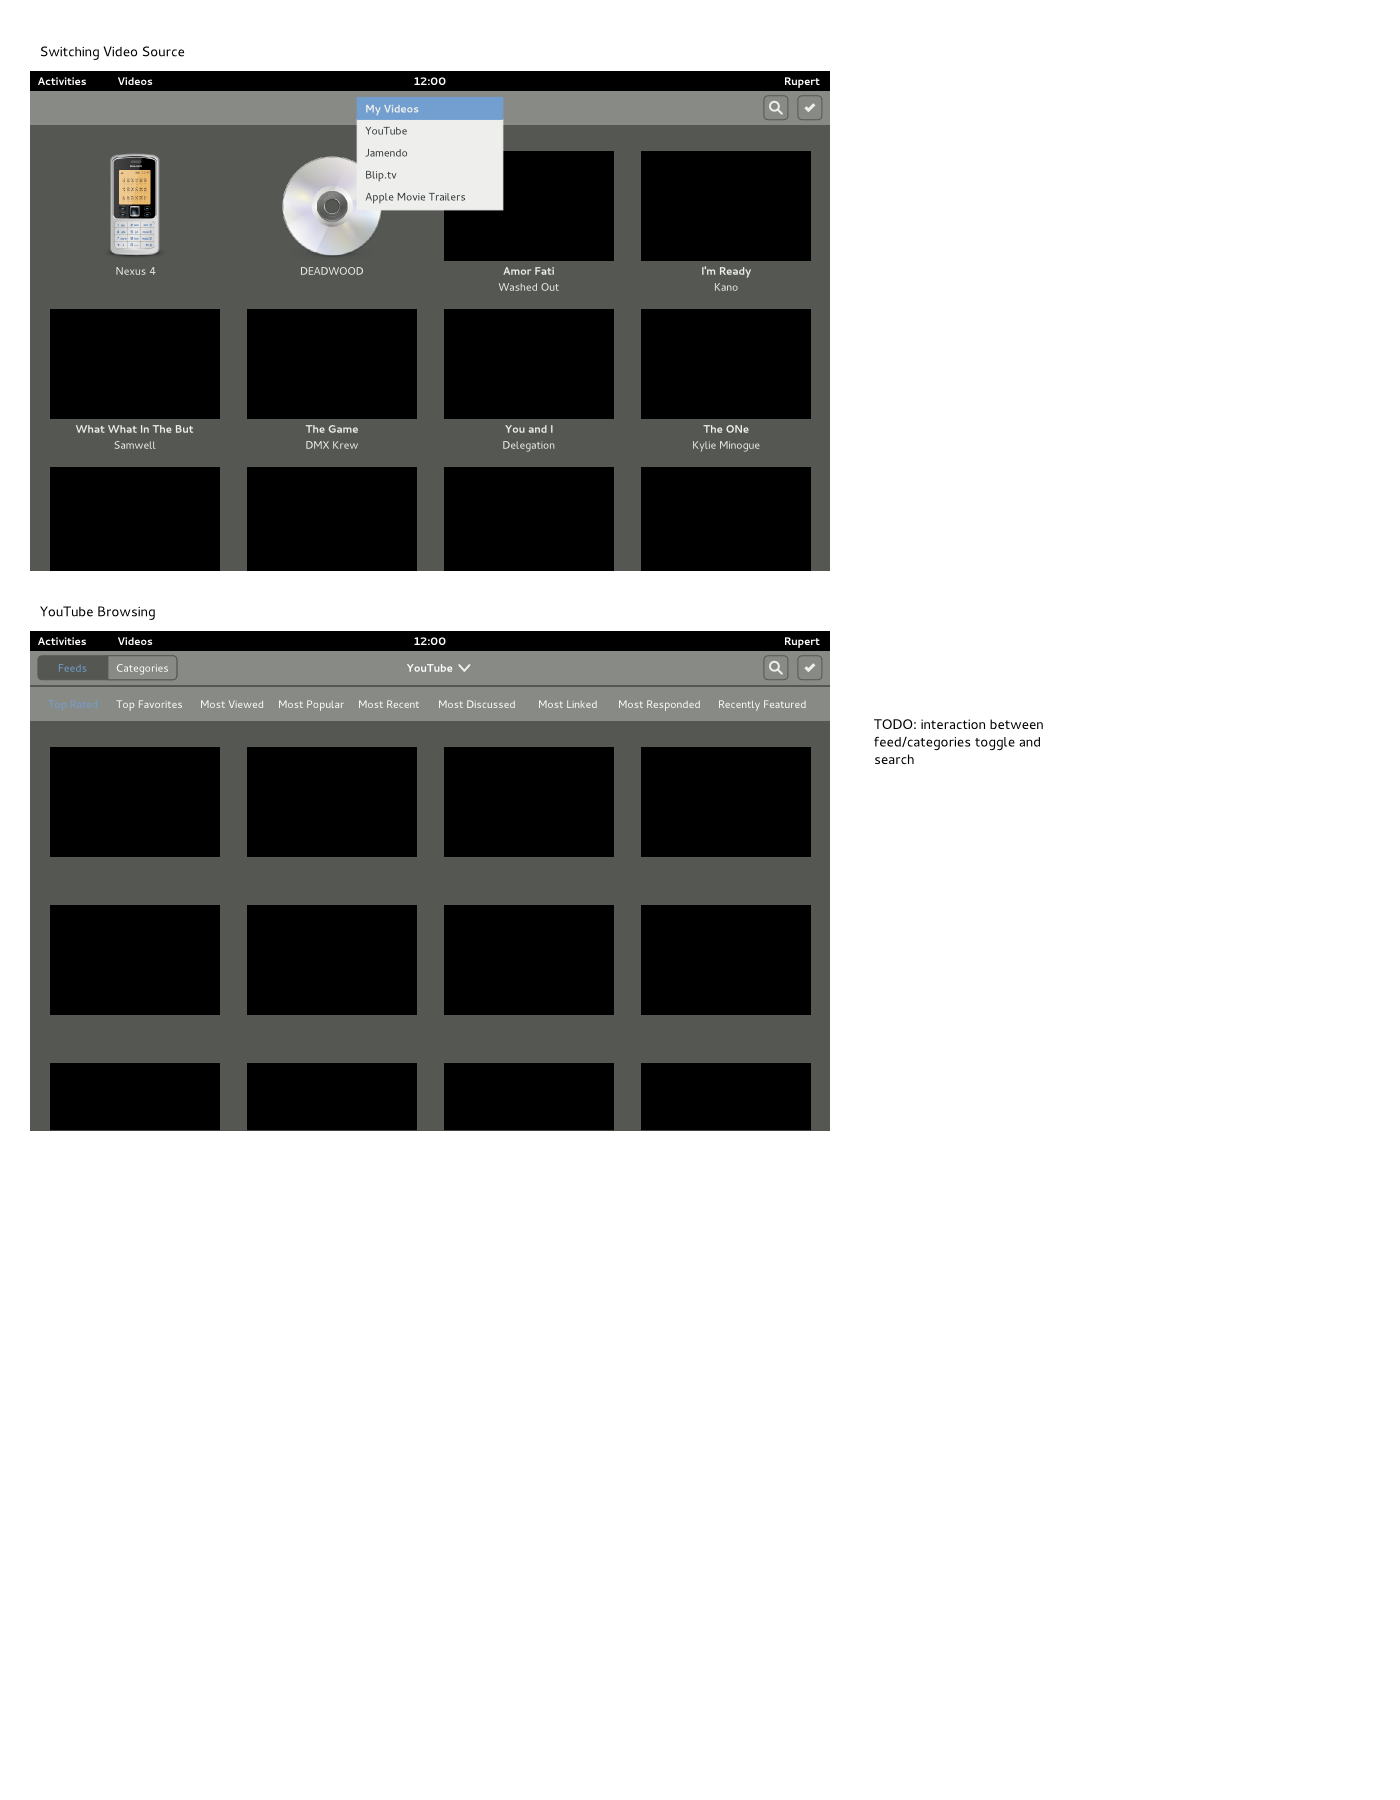 Switching Video Source
Activities Videos 12:00 Rupert
My Videos
YouTube
Jamendo
Blip.tv
Apple Movie Trailers
Nexus 4 DEADWOOD Amor Fati I'm Ready
Washed Out Kano
What What In The But The Game You and I The ONe
Samwell DMX Krew Delegation Kylie Minogue
YouTube Browsing
Activities Videos 12:00 Rupert
Feeds Categories YouTube
Top Rated Top Favorites Most Viewed Most Popular Most Recent Most Discussed Most Linked Most Responded Recently Featured
TODO: interaction between
feed/categories toggle and
search